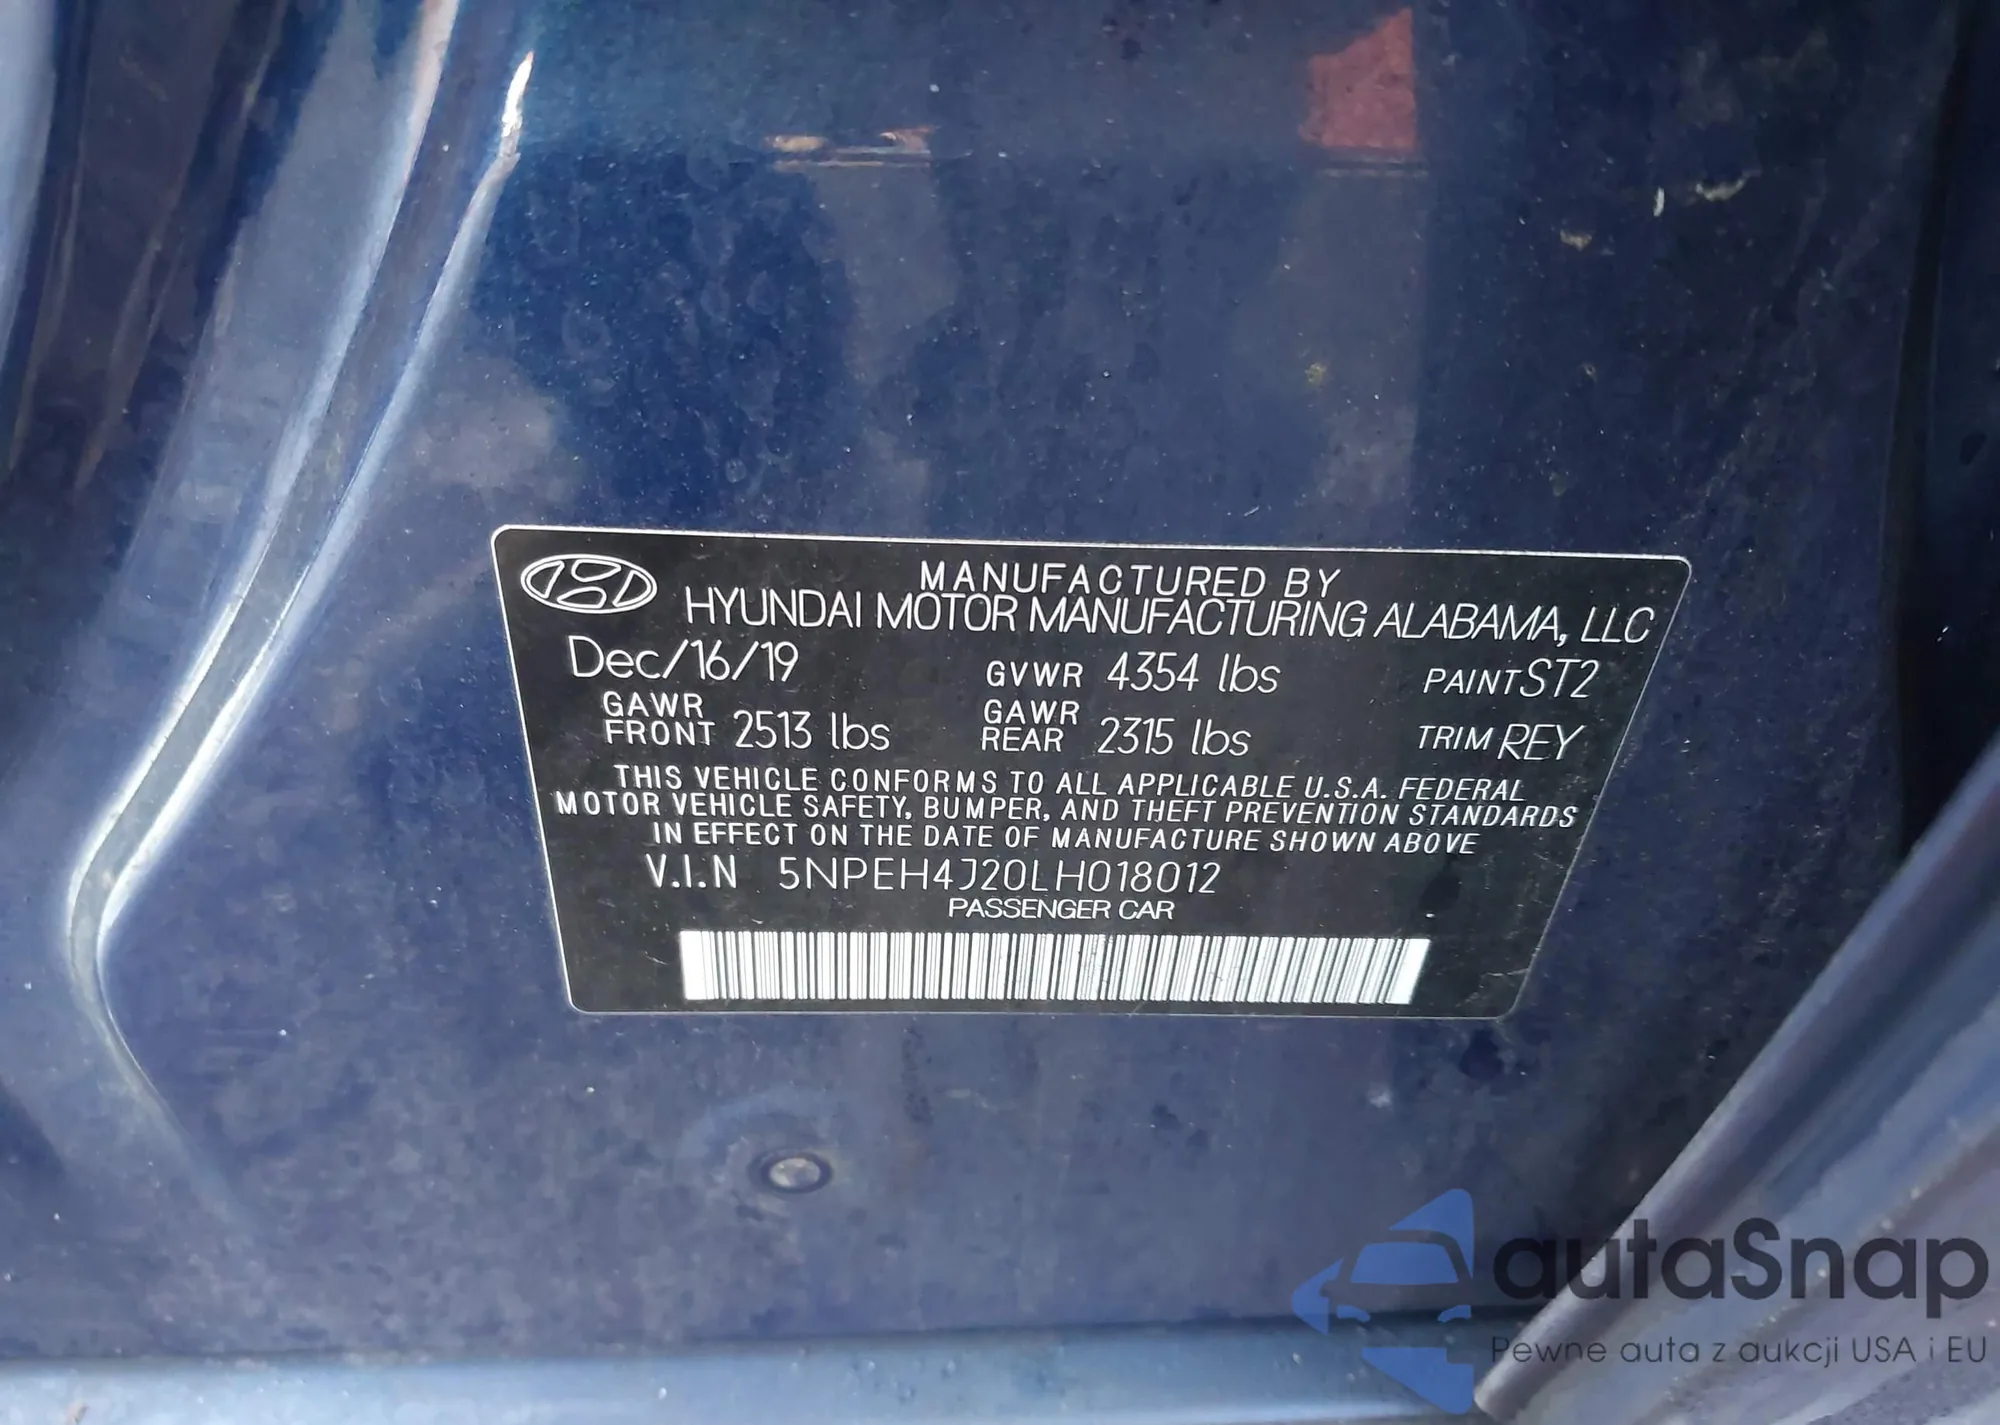 MANUFACTURED BY
HYUNDAI MOTOR MANUFACTURING ALABAMA, LLC
Dec/16/19 GVWR 4354 lbs PAINT ST2
GAWR FRONT 2513 lbs GAWR REAR 2315 lbs TRIM REY
THIS VEHICLE CONFORMS TO ALL APPLICABLE U.S.A. FEDERAL
MOTOR VEHICLE SAFETY, BUMPER, AND THEFT PREVENTION STANDARDS
IN EFFECT ON THE DATE OF MANUFACTURE SHOWN ABOVE
V.I.N 5NPEH4J20LH018012
PASSENGER CAR
autaSnap
Pewne auta z aukcji USA i EU